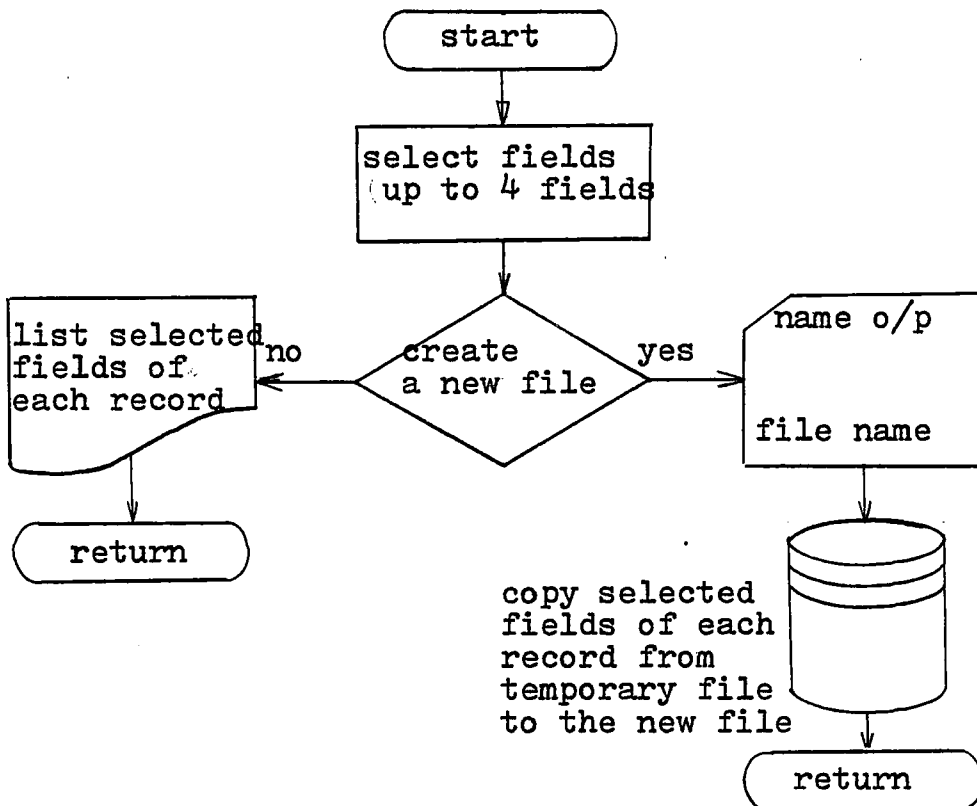 start
select fields
(up to 4 fields
create
a new file
no
yes
list selected
fields of
each record
return
name o/p
file name
copy selected
fields of each
record from
temporary file
to the new file
return